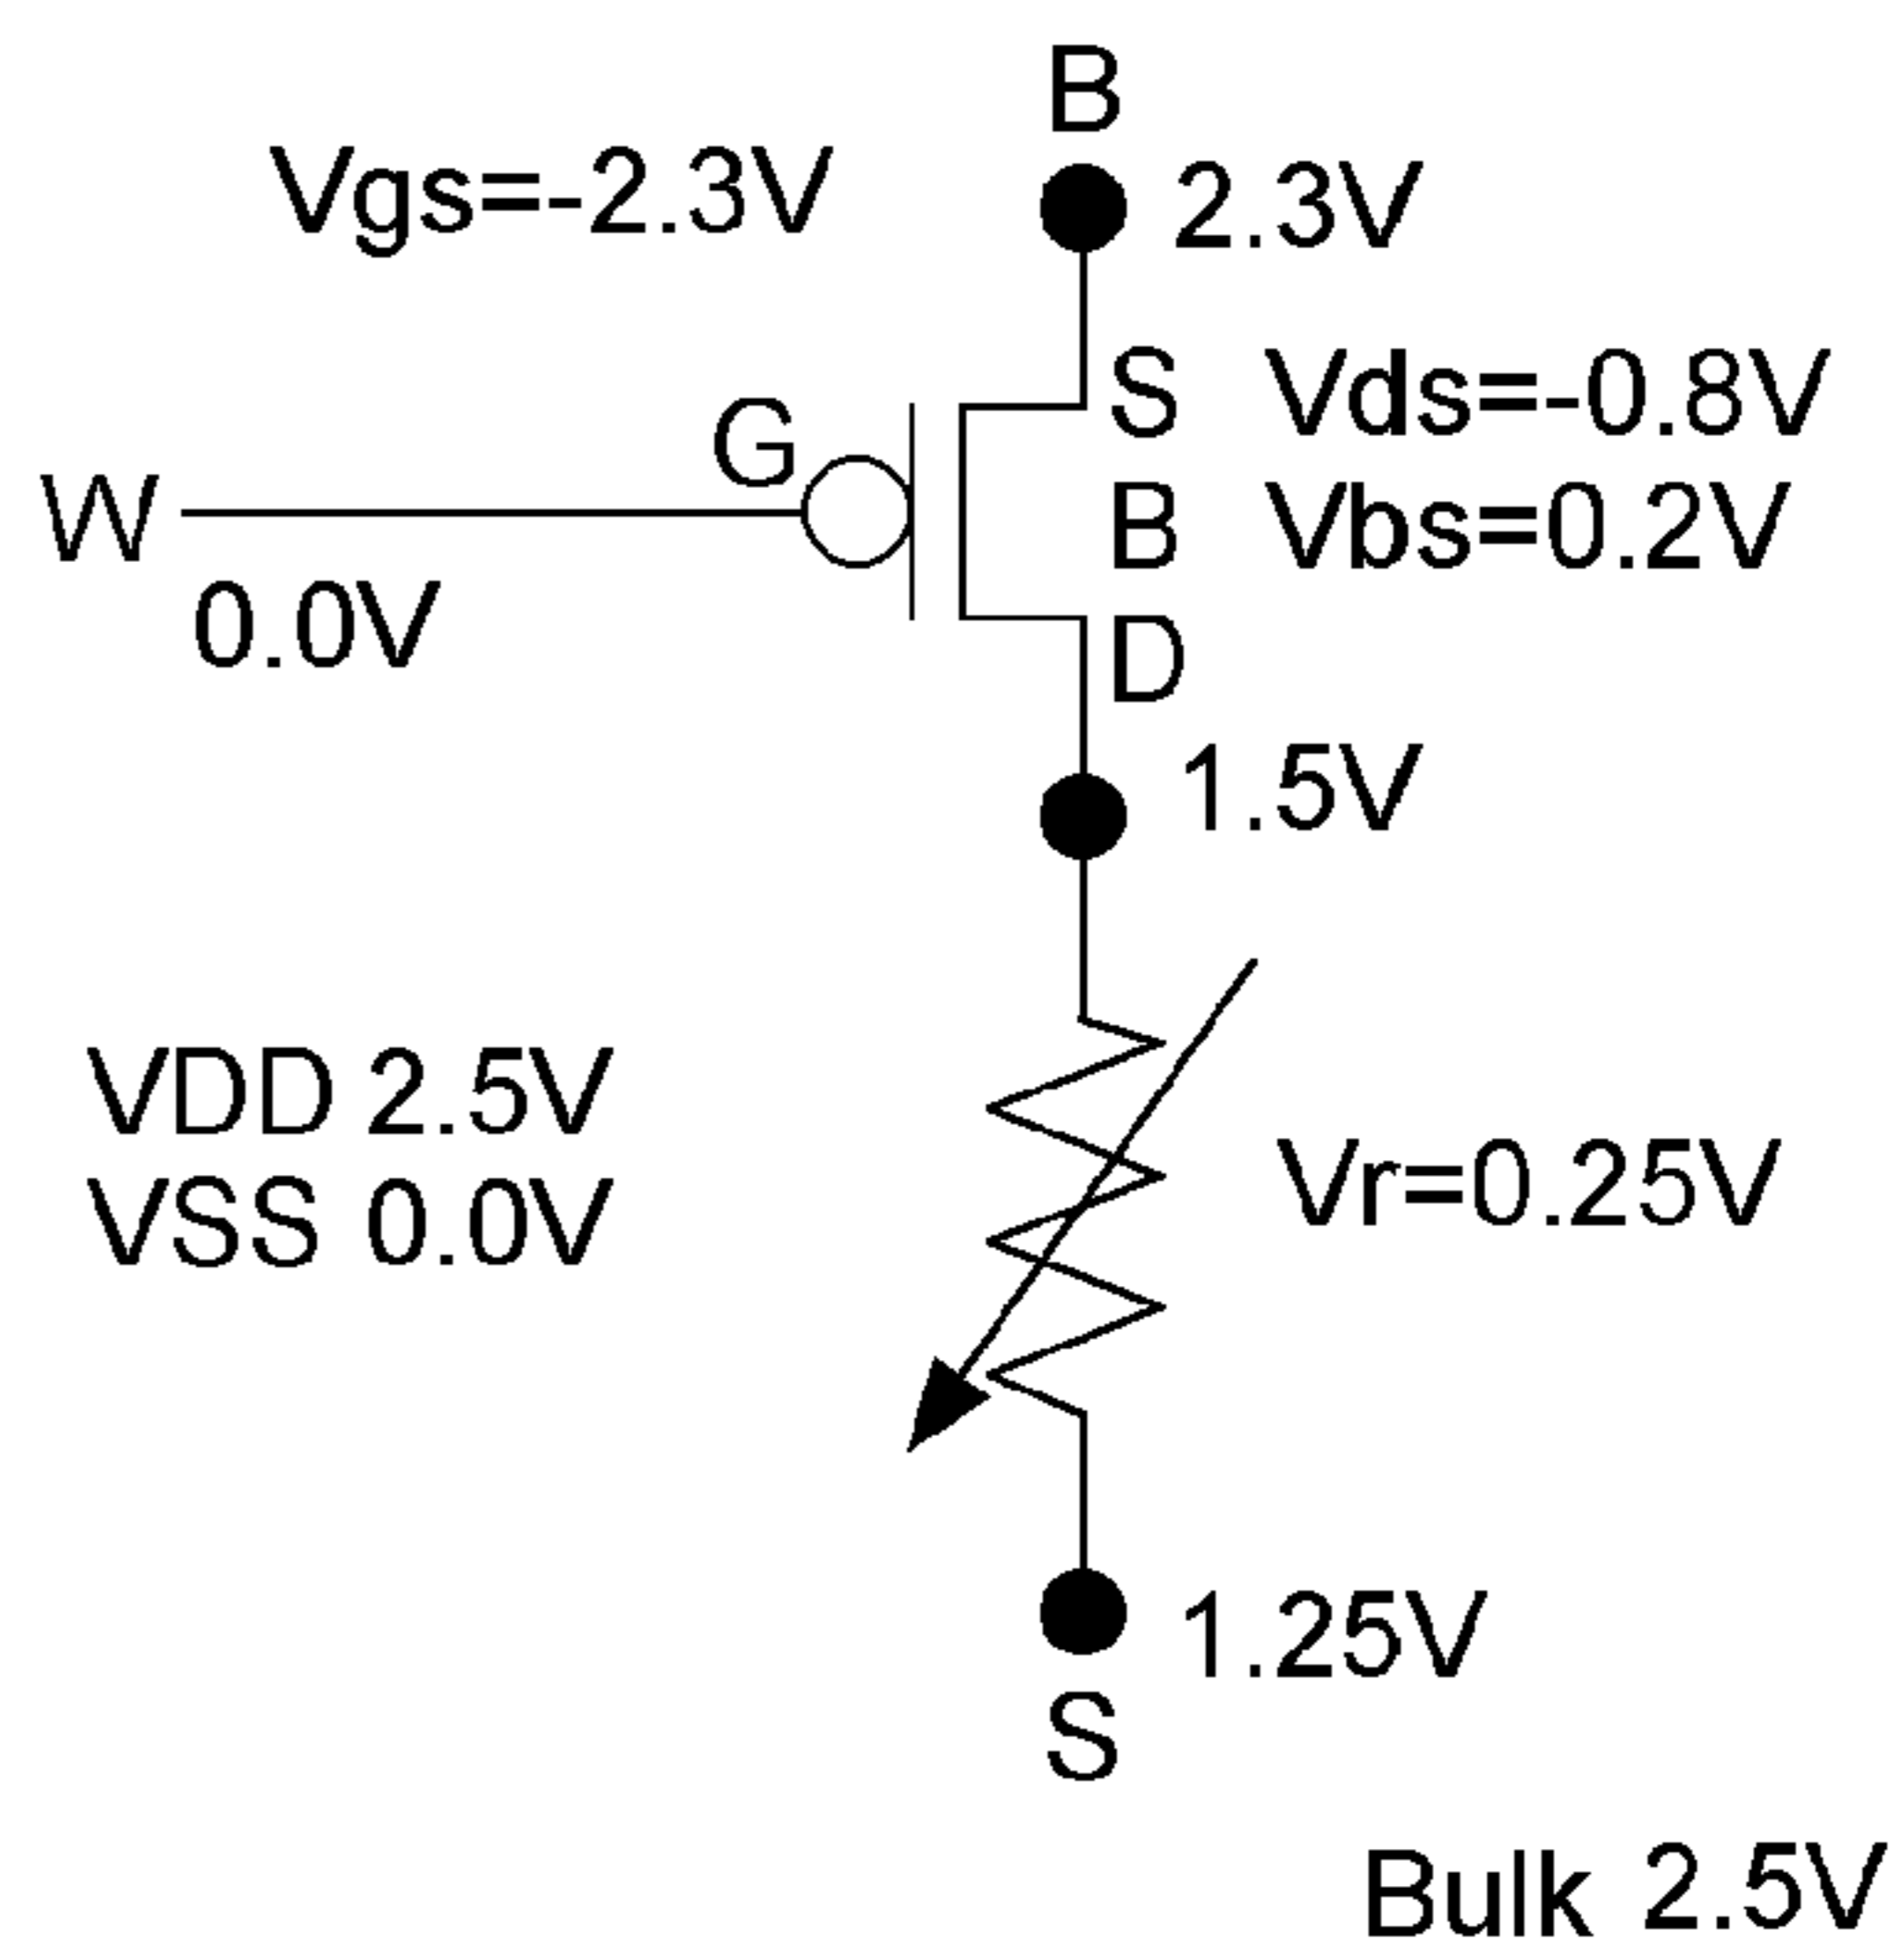 B
Vgs=-2.3V
2.3V
S Vds=-0.8V
G
B Vbs=0.2V
W
0.0V
D
1.5V
VDD 2.5V
VSS 0.0V
Vr=0.25V
1.25V
S
Bulk 2.5V